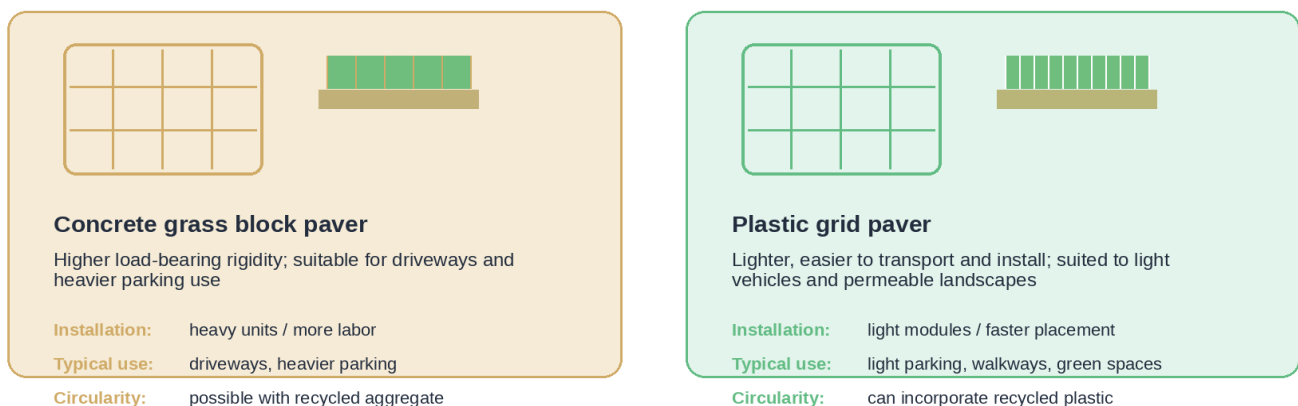 Concrete grass block paver
Higher load-bearing rigidity; suitable for driveways and
heavier parking use
Installation: heavy units / more labor
Typical use: driveways, heavier parking
Circularity: possible with recycled aggregate
Plastic grid paver
Lighter, easier to transport and install; suited to light
vehicles and permeable landscapes
Installation: light modules / faster placement
Typical use: light parking, walkways, green spaces
Circularity: can incorporate recycled plastic